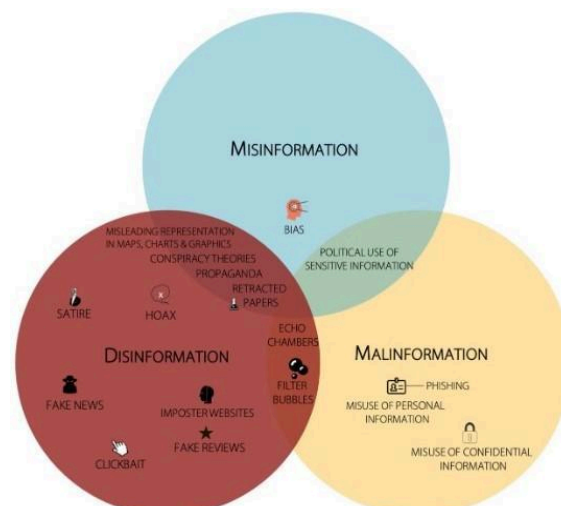 MISINFORMATION
BIAS
MISLEADING REPRESENTATION
IN MAPS, CHARTS & GRAPHICS
CONSPIRACY THEORIES
PROPAGANDA
RETRACTED
PAPERS
POLITICAL USE OF
SENSITIVE INFORMATION
SATIRE
HOAX
ECHO
CHAMBERS
DISINFORMATION
FILTER
BUBBLES
MALINFORMATION
FAKE NEWS
IMPOSTER WEBSITES
FAKE REVIEWS
CLICKBAIT
PHISHING
MISUSE OF PERSONAL
INFORMATION
MISUSE OF CONFIDENTIAL
INFORMATION